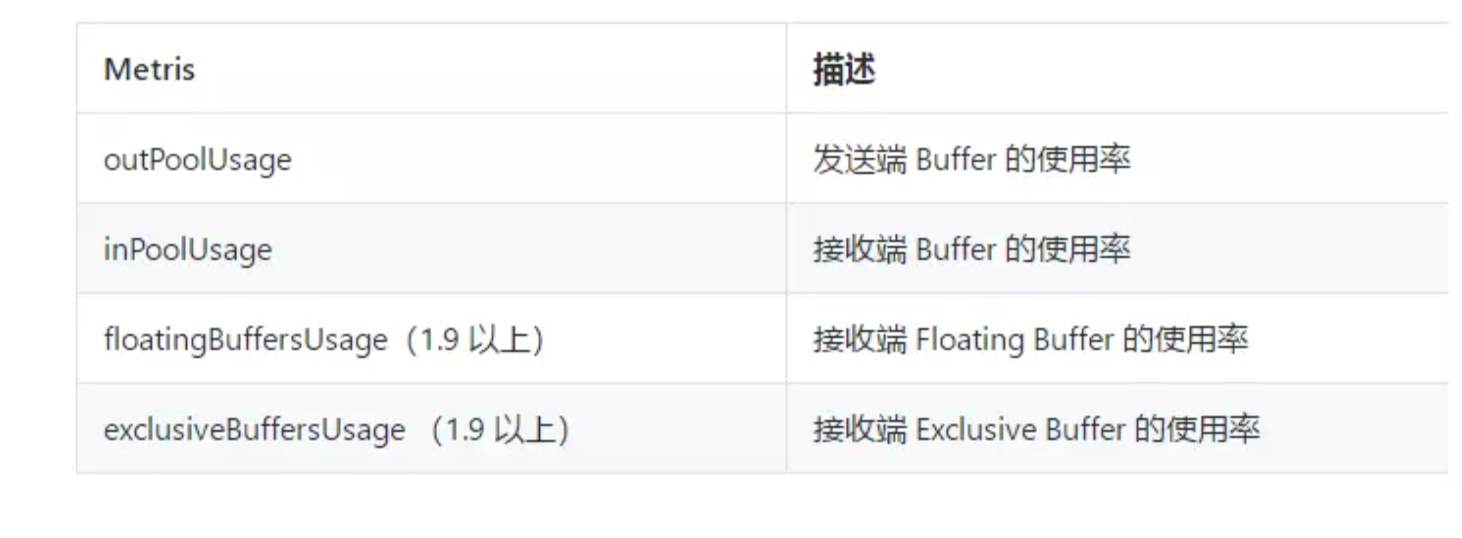 Metris 描述
outPoolUsage 发送端 Buffer 的使用率
inPoolUsage 接收端 Buffer 的使用率
floatingBuffersUsage（1.9 以上） 接收端 Floating Buffer 的使用率
exclusiveBuffersUsage （1.9 以上） 接收端 Exclusive Buffer 的使用率